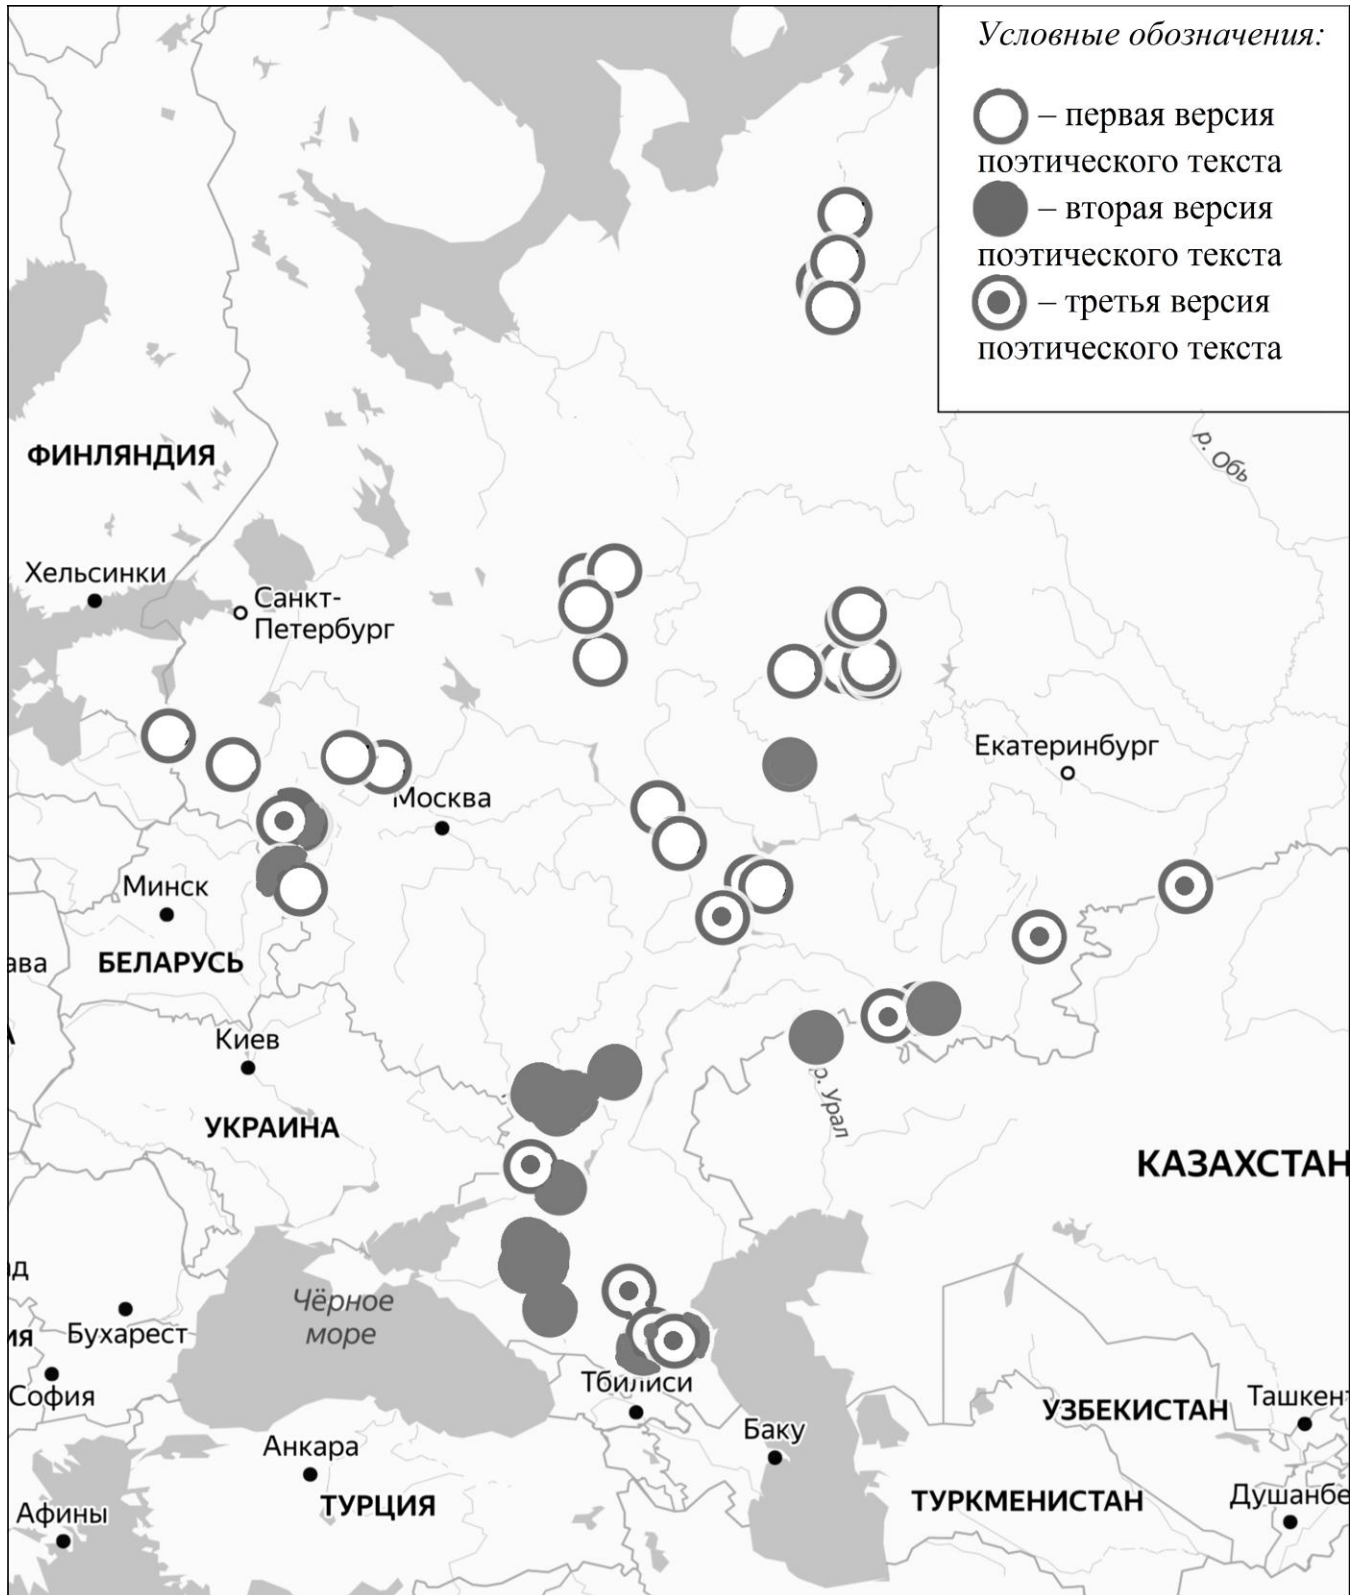 Условные обозначения:
– первая версия
поэтического текста
– вторая версия
поэтического текста
– третья версия
поэтического текста
р. Обь
ФИНЛЯНДИЯ
Хельсинки
Санкт-
Петербург
Екатеринбург
Москва
Минск
БЕЛАРУСЬ
ава
Киев
УКРАИНА
р. Урал
КАЗАХСТАН
Чёрное
море
Бухарест
ия
София
Тбилиси
Баку
УЗБЕКИСТАН
Ташкент
Анкара
ТУРЦИЯ
ТУРКМЕНИСТАН
Душанбе
Афины